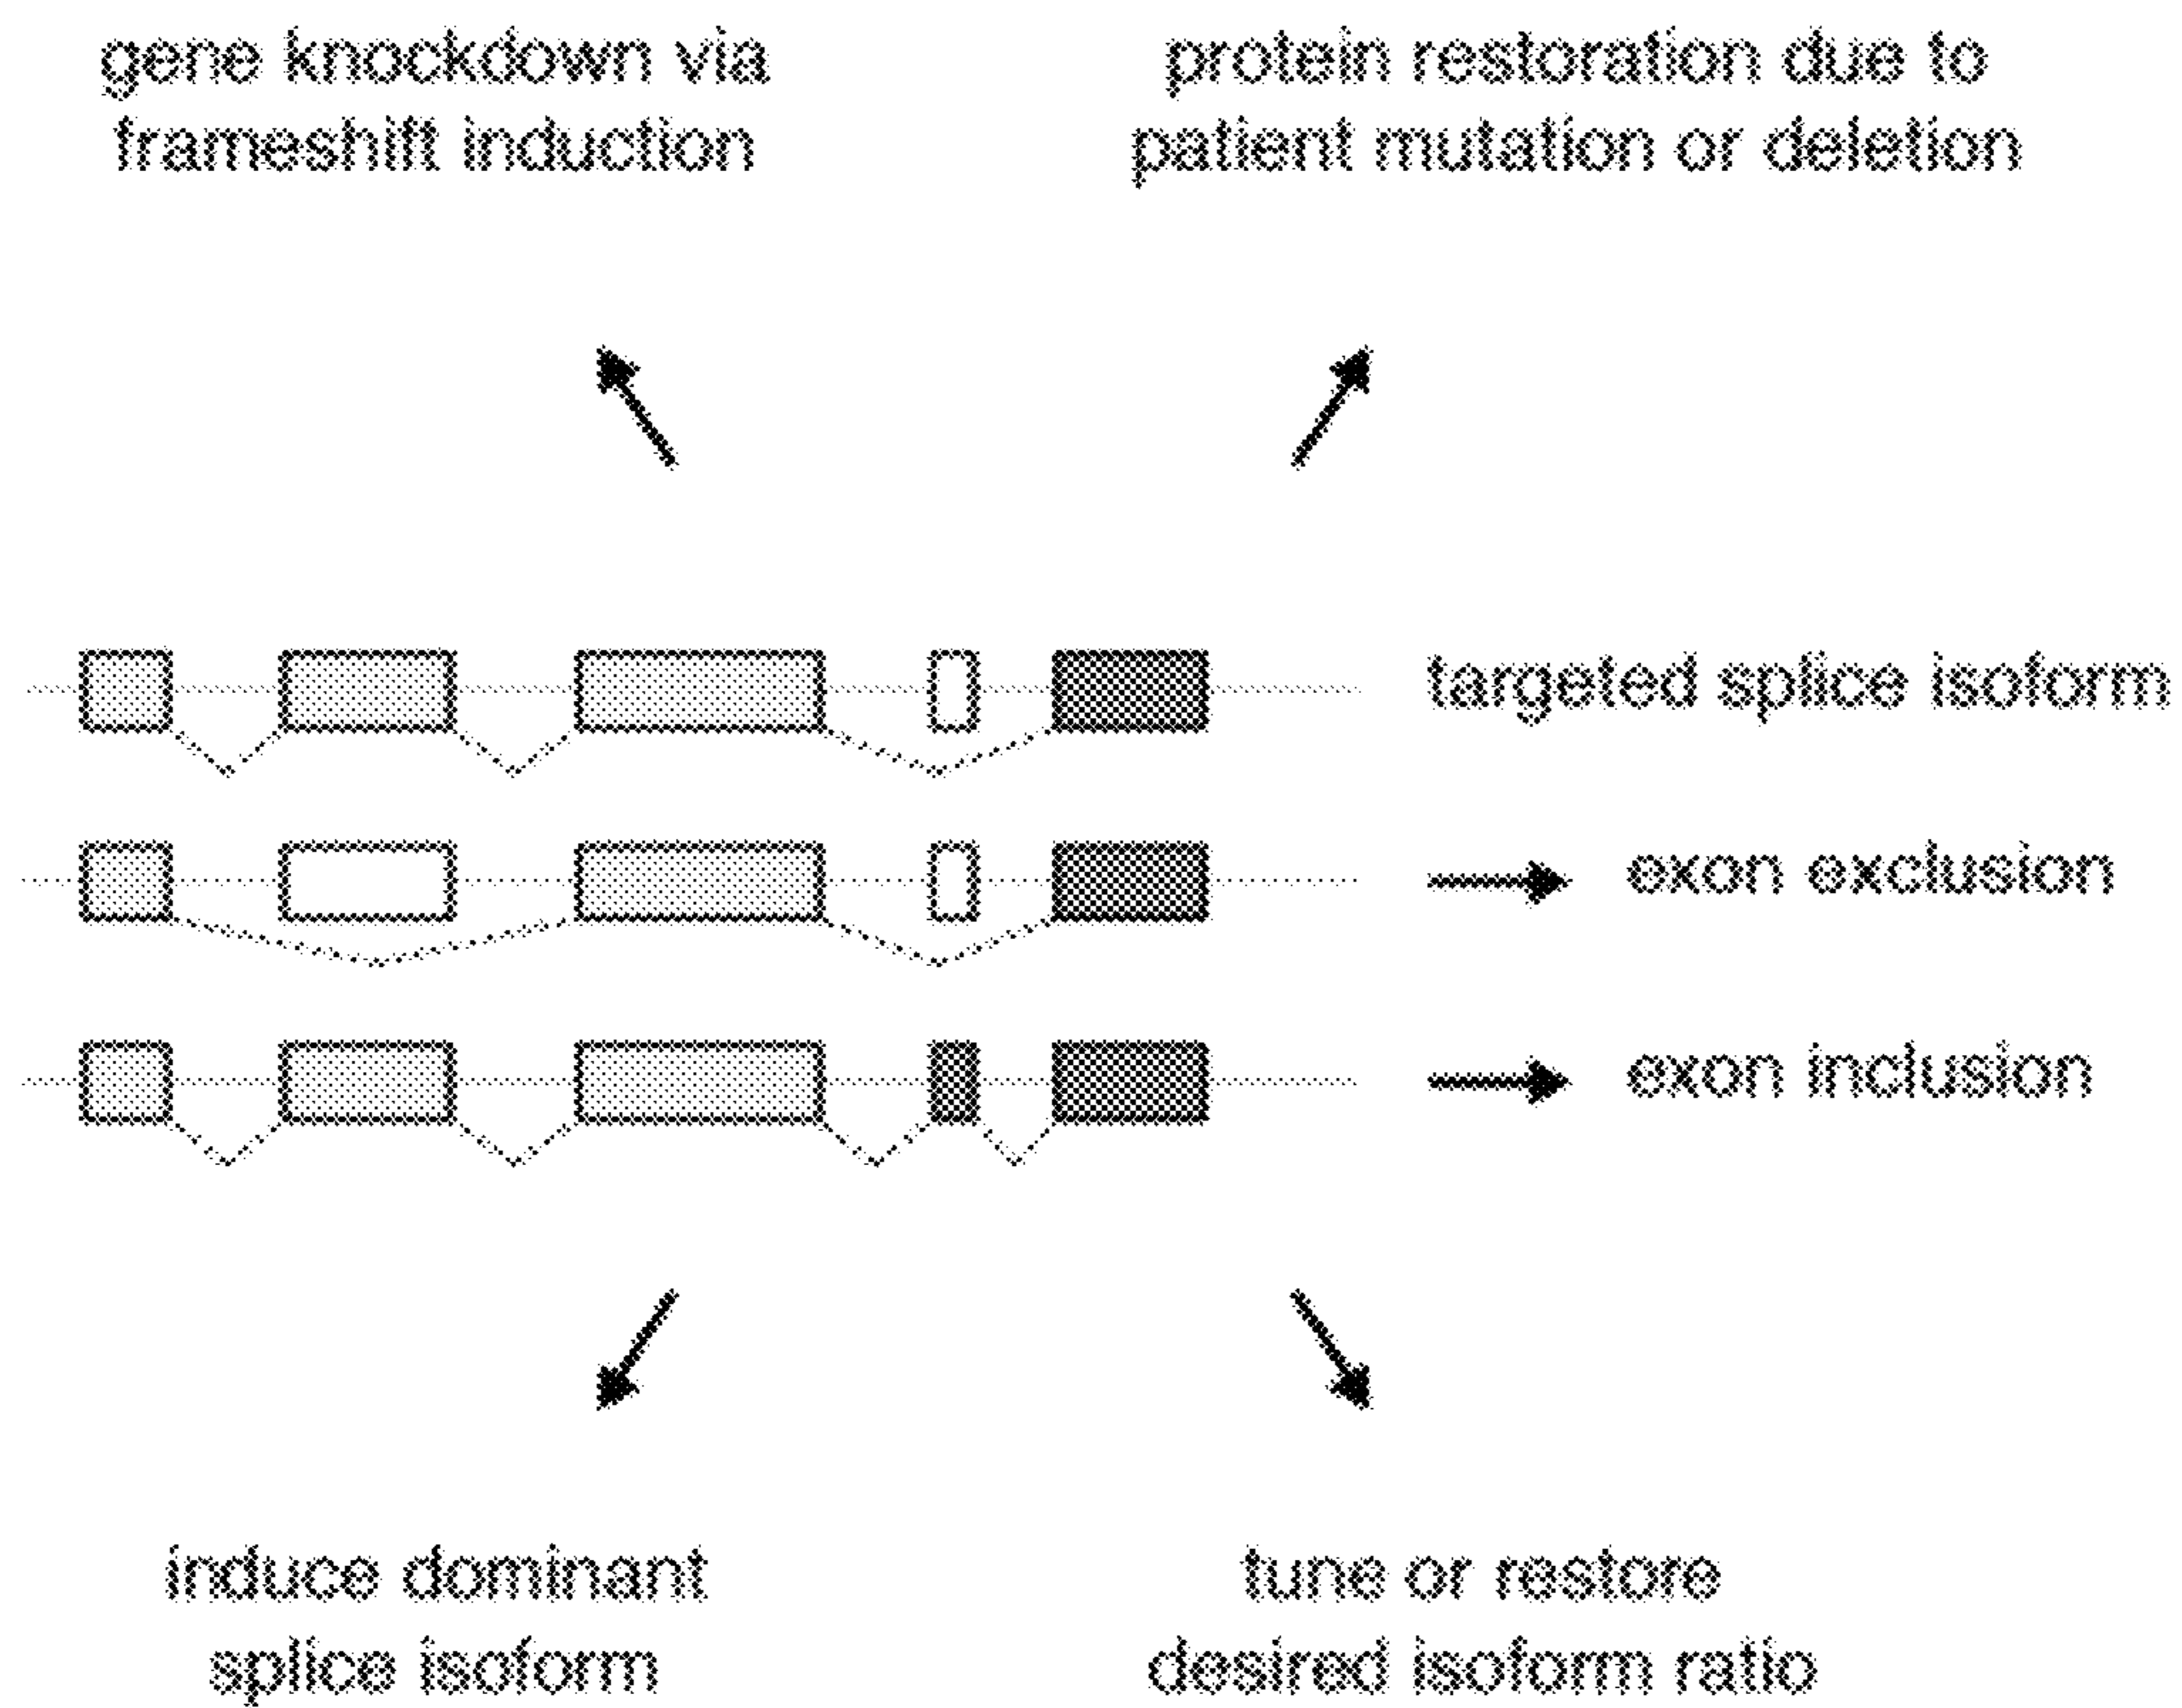 gene knockdown via
frameshift induction
protein restoration due to
patient mutation or deletion
targeted splice isoform
exon exclusion
exon inclusion
induce dominant
splice isoform
tune or restore
desired isoform ratio